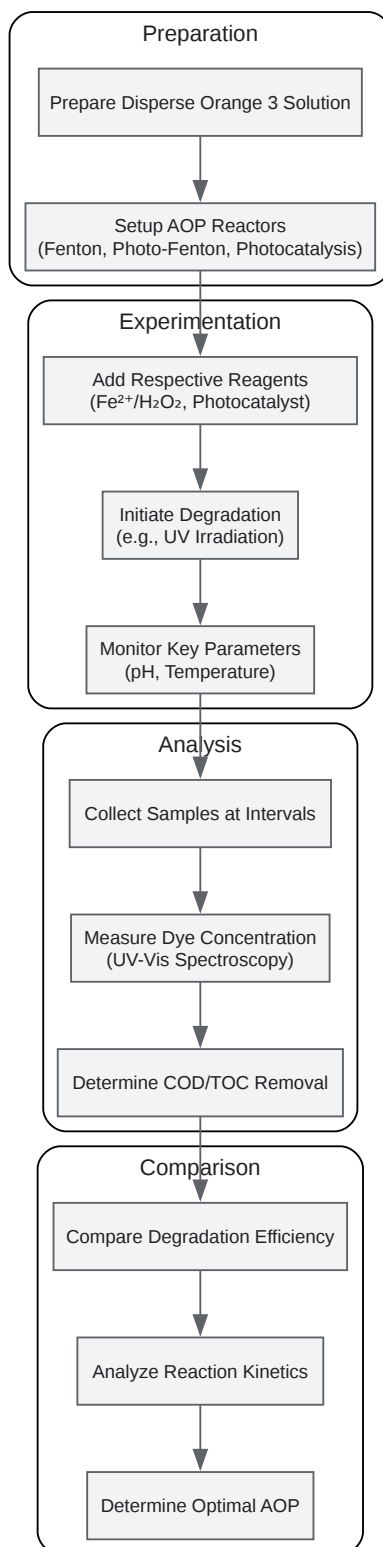 Preparation
Prepare Disperse Orange 3 Solution
Setup AOP Reactors
(Fenton, Photo-Fenton, Photocatalysis)
Experimentation
Add Respective Reagents
(Fe²⁺/H₂O₂, Photocatalyst)
Initiate Degradation
(e.g., UV Irradiation)
Monitor Key Parameters
(pH, Temperature)
Analysis
Collect Samples at Intervals
Measure Dye Concentration
(UV-Vis Spectroscopy)
Determine COD/TOC Removal
Comparison
Compare Degradation Efficiency
Analyze Reaction Kinetics
Determine Optimal AOP